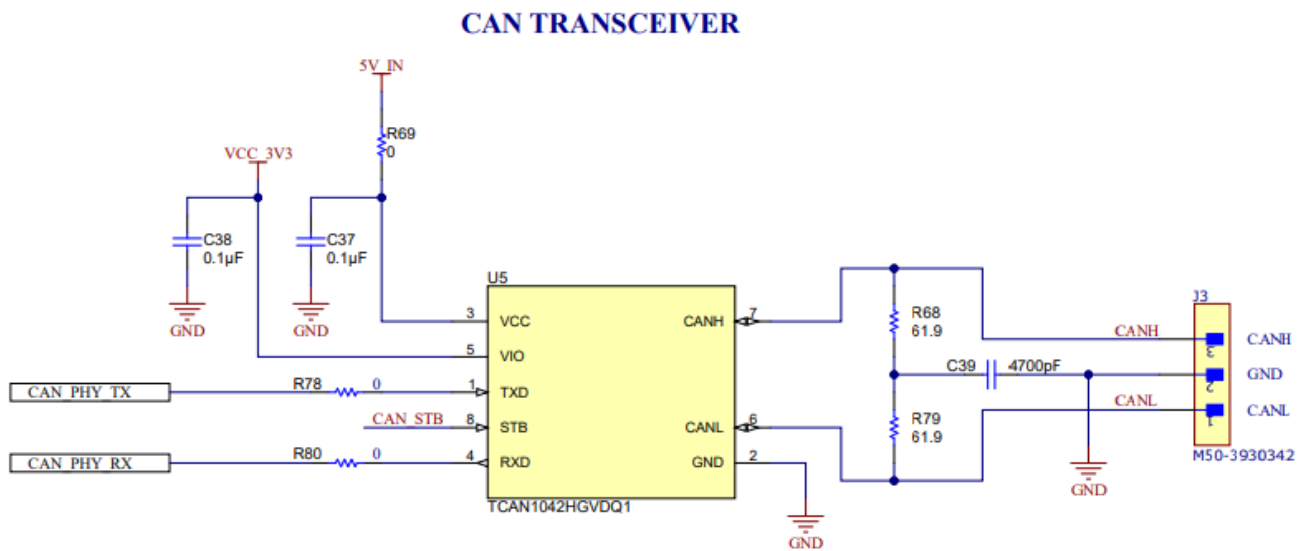 CAN TRANSCEIVER
5V_IN
R69
0
VCC_3V3
C38
0.1µF
C37
0.1µF
GND
GND
U5
3
VCC
CANH
7
5
VIO
CAN_PHY_TX
R78
0
1
TXD
CAN_STB
8
STB
CANL
6
CAN_PHY_RX
R80
0
4
RXD
GND
2
TCAN1042HGVDQ1
GND
R68
61.9
C39
4700pF
R79
61.9
GND
J3
CANH
3
CANH
2
GND
CANL
1
CANL
M50-3930342